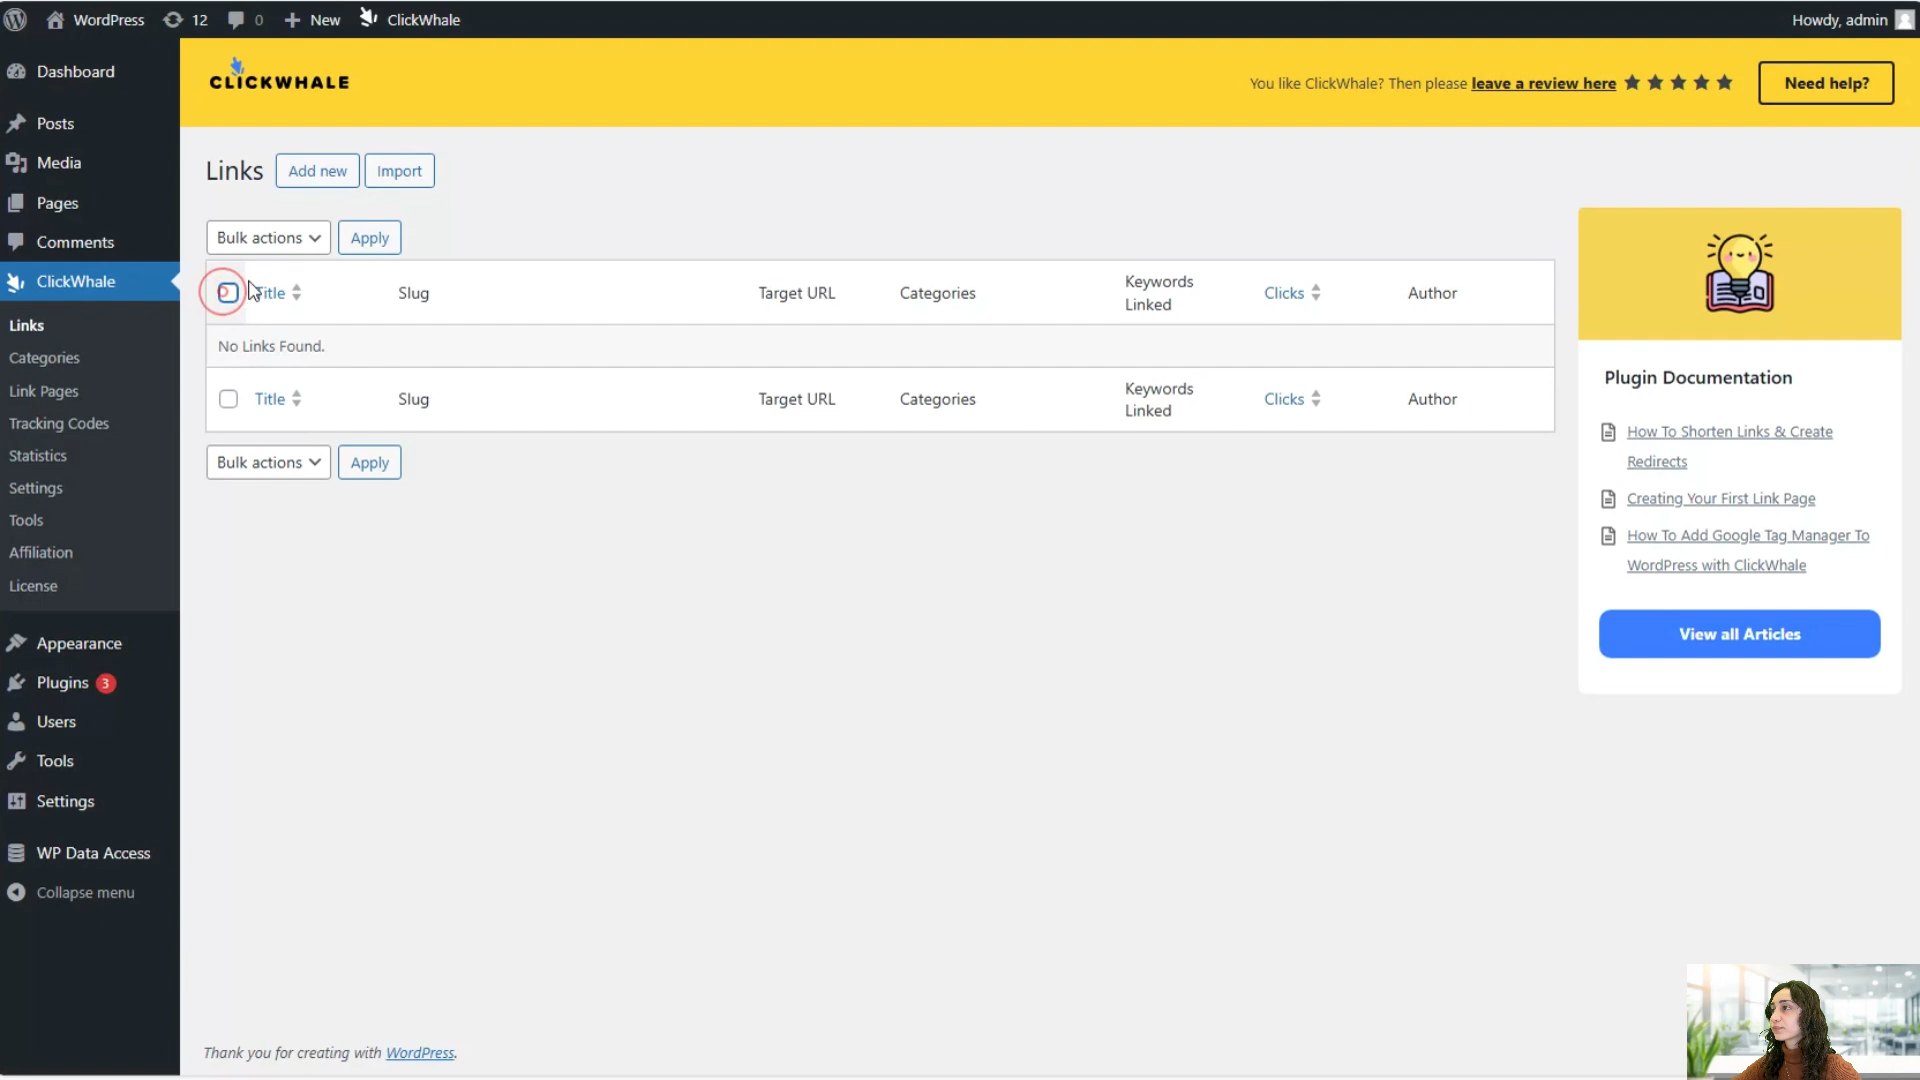 WordPress 12 0 New ClickWhale Howdy, admin
Dashboard
Posts
Media
Pages
Comments
ClickWhale
Links
Categories
Link Pages
Tracking Codes
Statistics
Settings
Tools
Affiliation
License
Appearance
Plugins 3
Users
Tools
Settings
WP Data Access
Collapse menu
CLICKWHALE
You like ClickWhale? Then please leave a review here
Need help?
Links Add new Import
Bulk actions Apply
Title Slug Target URL Categories Keywords Linked Clicks Author
No Links Found.
Title Slug Target URL Categories Keywords Linked Clicks Author
Bulk actions Apply
Plugin Documentation
How To Shorten Links & Create
Redirects
Creating Your First Link Page
How To Add Google Tag Manager To
WordPress with ClickWhale
View all Articles
Thank you for creating with WordPress.